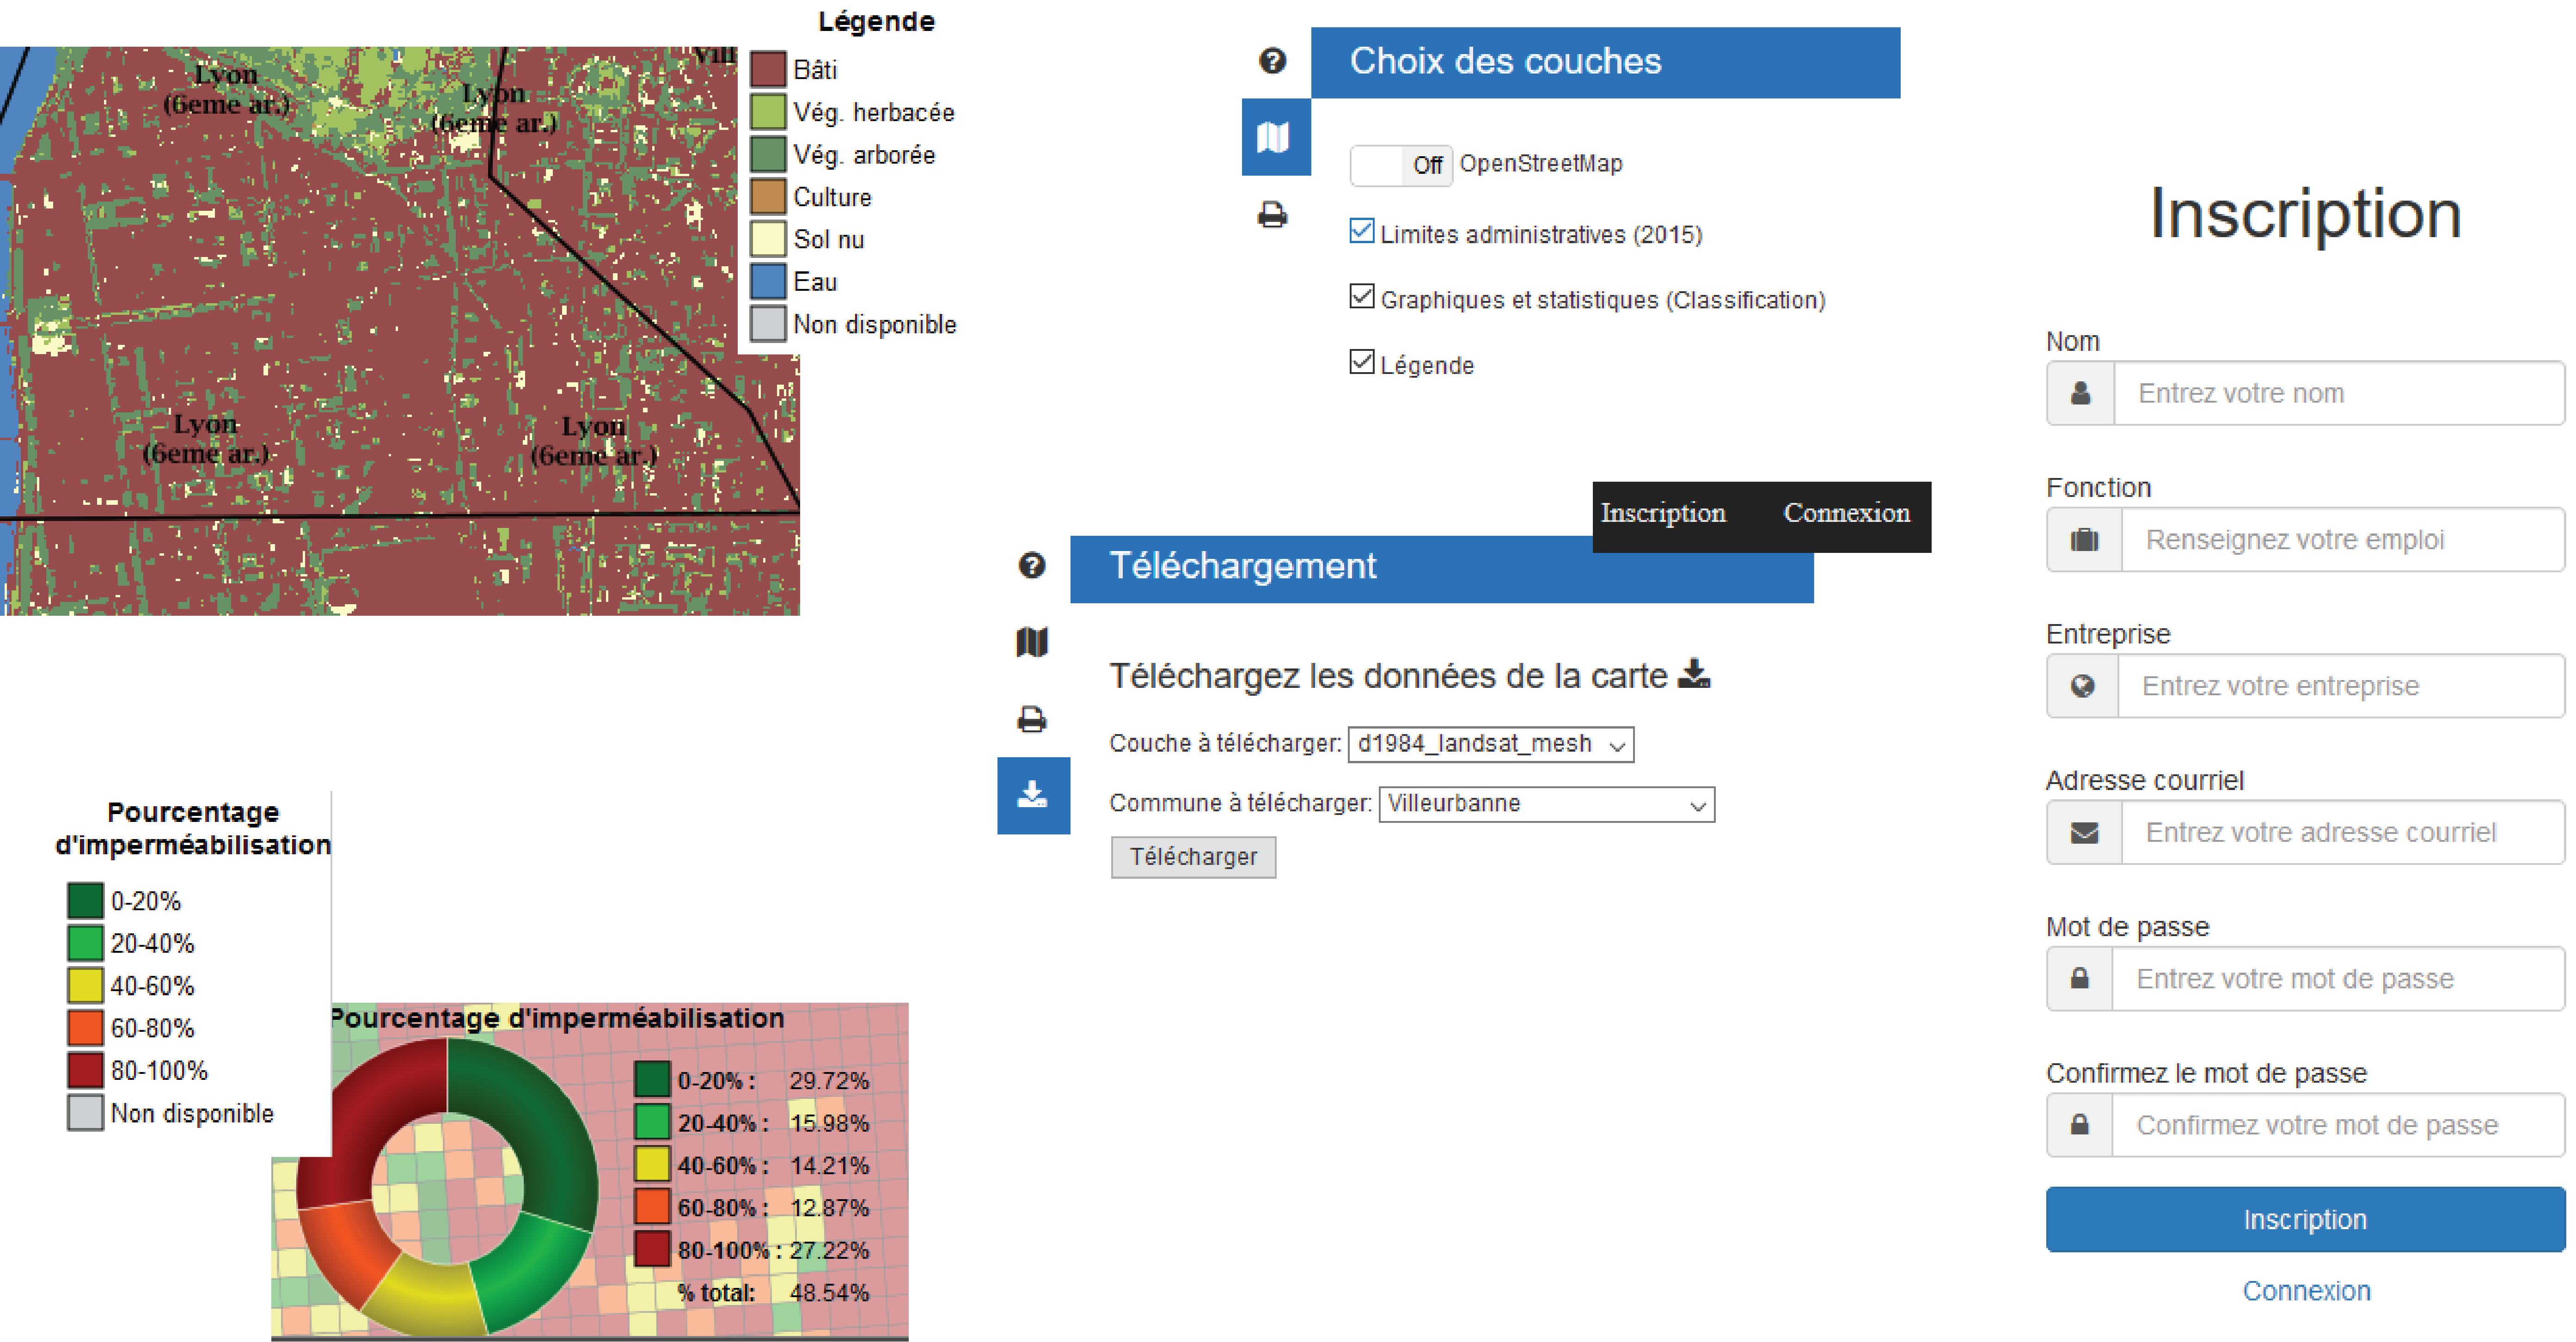 Légende
Bâti
Vég. herbacée
Vég. arborée
Culture
Sol nu
Eau
Non disponible
Vill
Lyon
(6eme ar.)
Lyon
(6eme ar.)
Lyon
(6eme ar.)
Lyon
(6eme ar.)
Choix des couches
Off OpenStreetMap
Limites administratives (2015)
Graphiques et statistiques (Classification)
Légende
Inscription Connexion
Téléchargement
Téléchargez les données de la carte
Couche à télécharger: d1984_landsat_mesh
Commune à télécharger: Villeurbanne
Télécharger
Pourcentage
d'imperméabilisation
0-20%
20-40%
40-60%
60-80%
80-100%
Non disponible
Pourcentage d'imperméabilisation
0-20% : 29.72%
20-40% : 15.98%
40-60% : 14.21%
60-80% : 12.87%
80-100% : 27.22%
% total: 48.54%
Inscription
Nom
Entrez votre nom
Fonction
Renseignez votre emploi
Entreprise
Entrez votre entreprise
Adresse courriel
Entrez votre adresse courriel
Mot de passe
Entrez votre mot de passe
Confirmez le mot de passe
Confirmez votre mot de passe
Inscription
Connexion